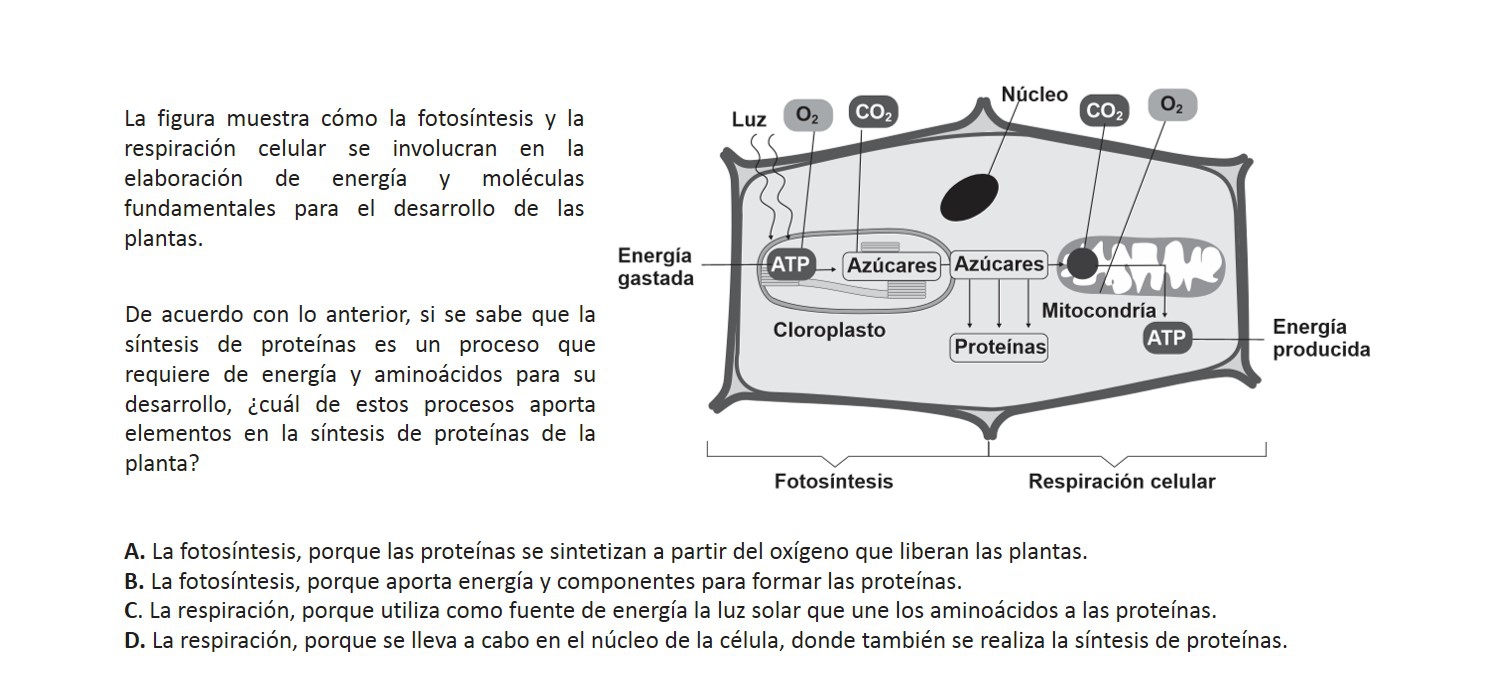 La figura muestra cómo la fotosíntesis y la
respiración celular se involucran en la
elaboración de energía y moléculas
fundamentales para el desarrollo de las
plantas.
De acuerdo con lo anterior, si se sabe que la
síntesis de proteínas es un proceso que
requiere de energía y aminoácidos para su
desarrollo, ¿cuál de estos procesos aporta
elementos en la síntesis de proteínas de la
planta?
Luz
O₂
CO₂
Núcleo
CO₂
O₂
Energía
gastada
ATP
Azúcares
Azúcares
Cloroplasto
Mitocondría
Proteínas
ATP
Energía
producida
Fotosíntesis
Respiración celular
A. La fotosíntesis, porque las proteínas se sintetizan a partir del oxígeno que liberan las plantas.
B. La fotosíntesis, porque aporta energía y componentes para formar las proteínas.
C. La respiración, porque utiliza como fuente de energía la luz solar que une los aminoácidos a las proteínas.
D. La respiración, porque se lleva a cabo en el núcleo de la célula, donde también se realiza la síntesis de proteínas.